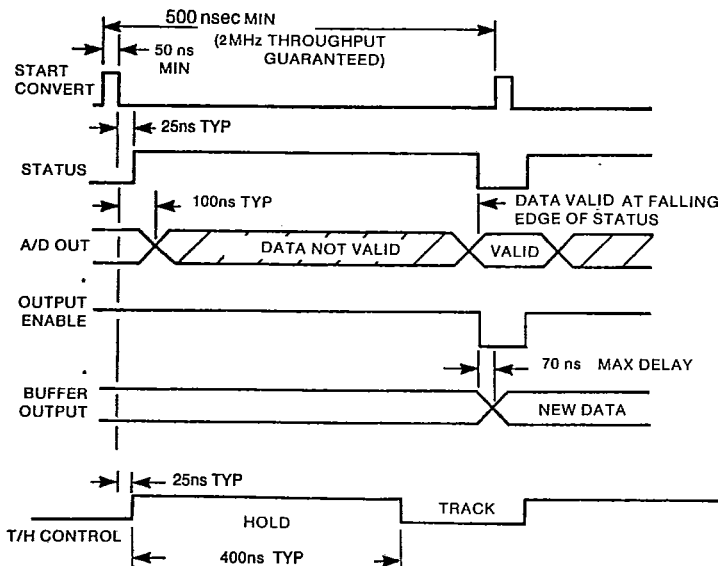 500 nsec MIN
50 ns
MIN
(2MHz THROUGHPUT
GUARANTEED)
START
CONVERT
25ns TYP
STATUS
100ns TYP
DATA VALID AT FALLING
EDGE OF STATUS
A/D OUT
DATA NOT VALID
VALID
OUTPUT
ENABLE
70 ns MAX DELAY
BUFFER
OUTPUT
NEW DATA
25ns TYP
TRACK
HOLD
T/H CONTROL
400ns TYP